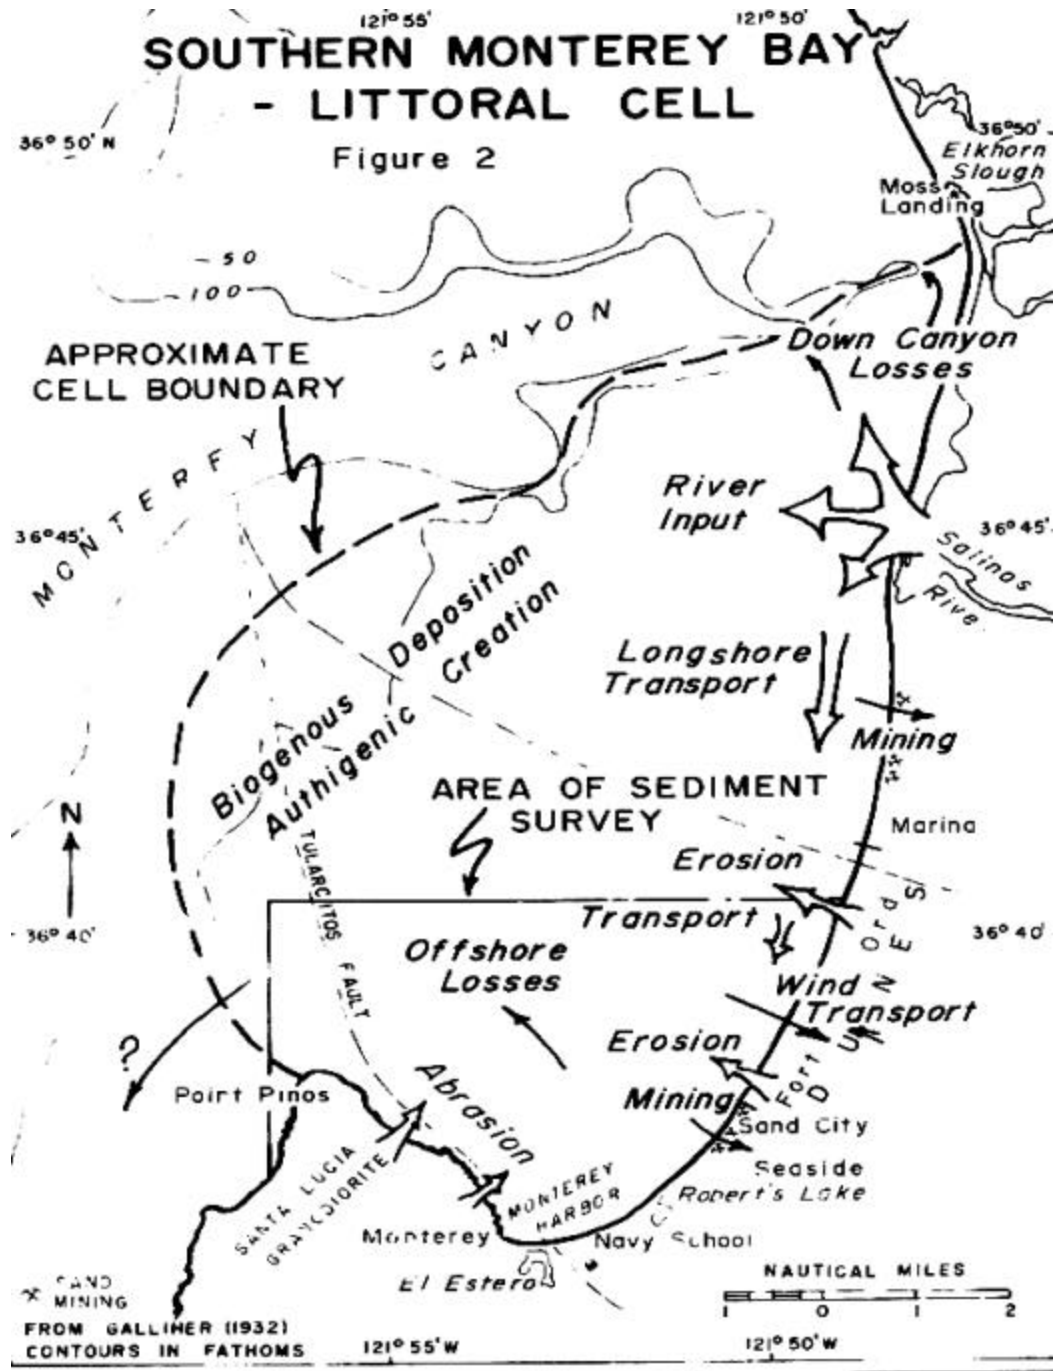 121° 55'
121° 50'
SOUTHERN MONTEREY BAY
- LITTORAL CELL
Figure 2
36° 50' N
36° 50'
Elkhorn
Slough
Moss
Landing
50
100
CANYON
APPROXIMATE
CELL BOUNDARY
Down Canyon
Losses
MONTERFY
River
Input
36° 45'
36° 45'
Salinas
Rive
Deposition
Creation
Longshore
Transport
Biogenous
Authigenic
Mining
AREA OF SEDIMENT
SURVEY
N
Marina
Erosion
TULARCITOS
FAULT
Transport
Ord
DUNES
36° 40'
36° 40'
Offshore
Losses
Wind
Transport
Erosion
Fort
?
Point Pinos
Abrasion
Mining
Sand City
Seaside
Robert's Lake
SANTA LUCIA
GRANODIORITE
MONTEREY
HARBOR
Monterey
Navy School
El Estero
NAUTICAL MILES
1 0 1 2
SAND
MINING
FROM GALLIHER (1932)
CONTOURS IN FATHOMS
121° 55' W
121° 50' W